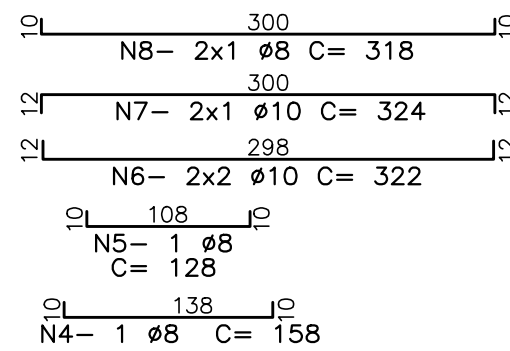 10 300 10
N8- 2x1 ø8 C= 318
12 300 12
N7- 2x1 ø10 C= 324
12 298 12
N6- 2x2 ø10 C= 322
10 108 10
N5- 1 ø8
C= 128
10 138 10
N4- 1 ø8 C= 158